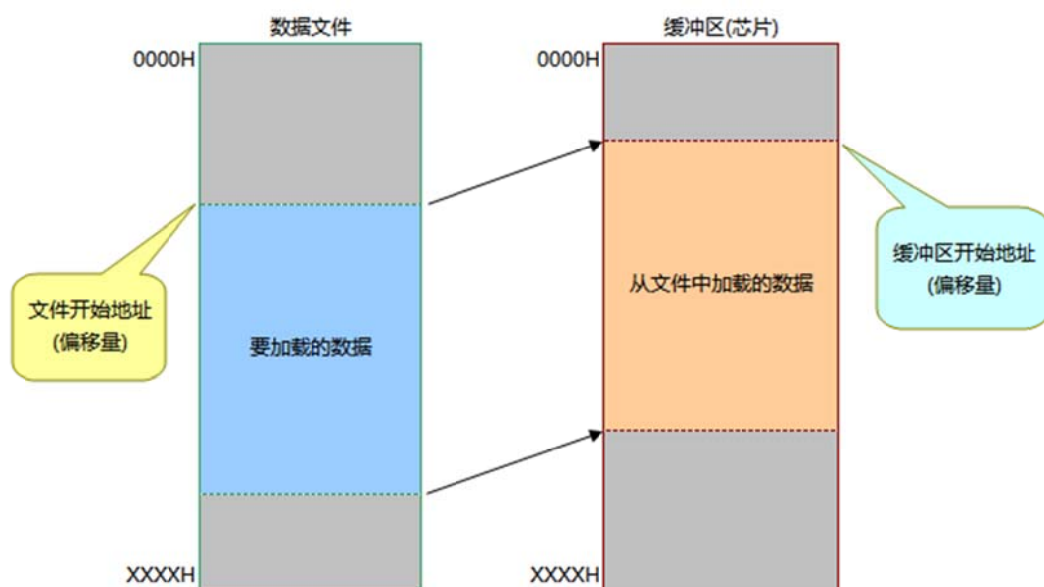 数据文件
缓冲区(芯片)
0000H
0000H
文件开始地址
(偏移量)
要加载的数据
从文件中加载的数据
缓冲区开始地址
(偏移量)
XXXXH
XXXXH